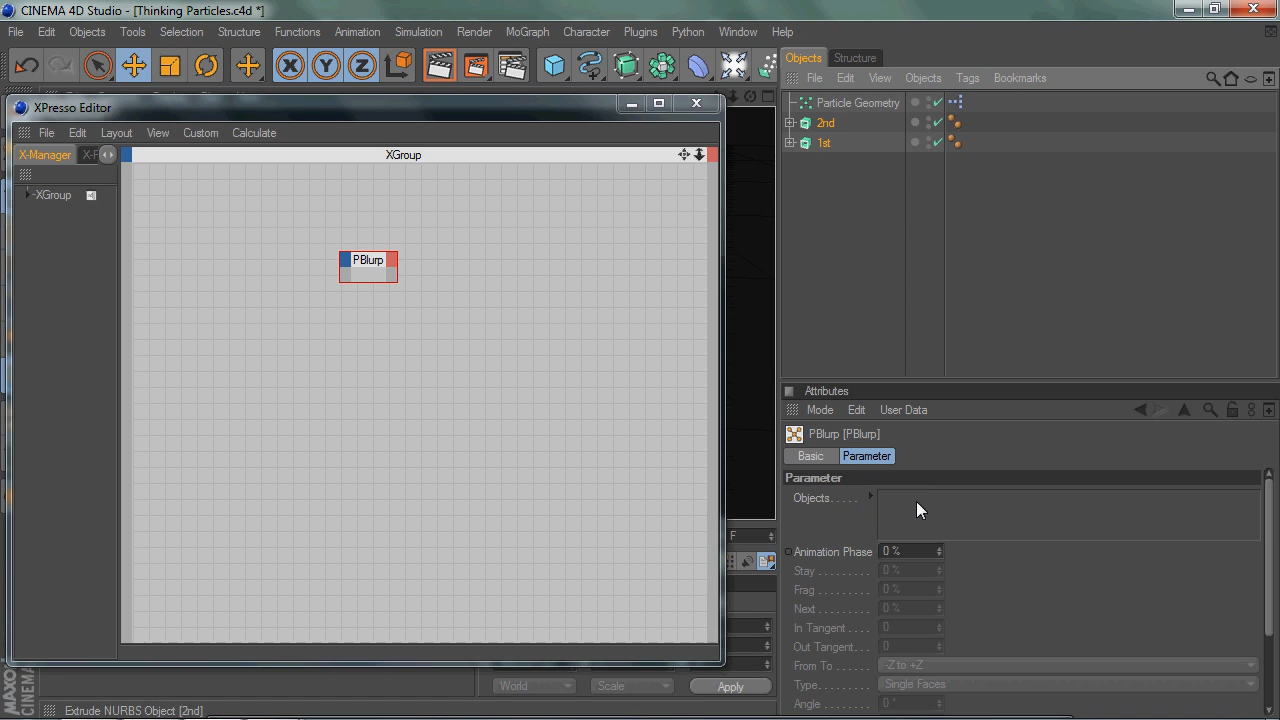 CINEMA 4D Studio - [Thinking Particles.c4d *]
File Edit Objects Tools Selection Structure Functions Animation Simulation Render MoGraph Character Plugins Python Window Help
X Y Z
Objects Structure
File Edit View Objects Tags Bookmarks
Particle Geometry
2nd
1st
XPresso Editor
File Edit Layout View Custom Calculate
X-Manager X-P
XGroup
XGroup
PBlurp
Attributes
Mode Edit User Data
PBlurp [PBlurp]
Basic Parameter
Parameter
Objects
Animation Phase 0 %
Stay 0 %
Frag 0 %
Next 0 %
In Tangent 0
Out Tangent 0
From To -Z to +Z
Type Single Faces
Angle 0 °
F
World Scale Apply
MAXON
CINEMA
Extrude NURBS Object [2nd]